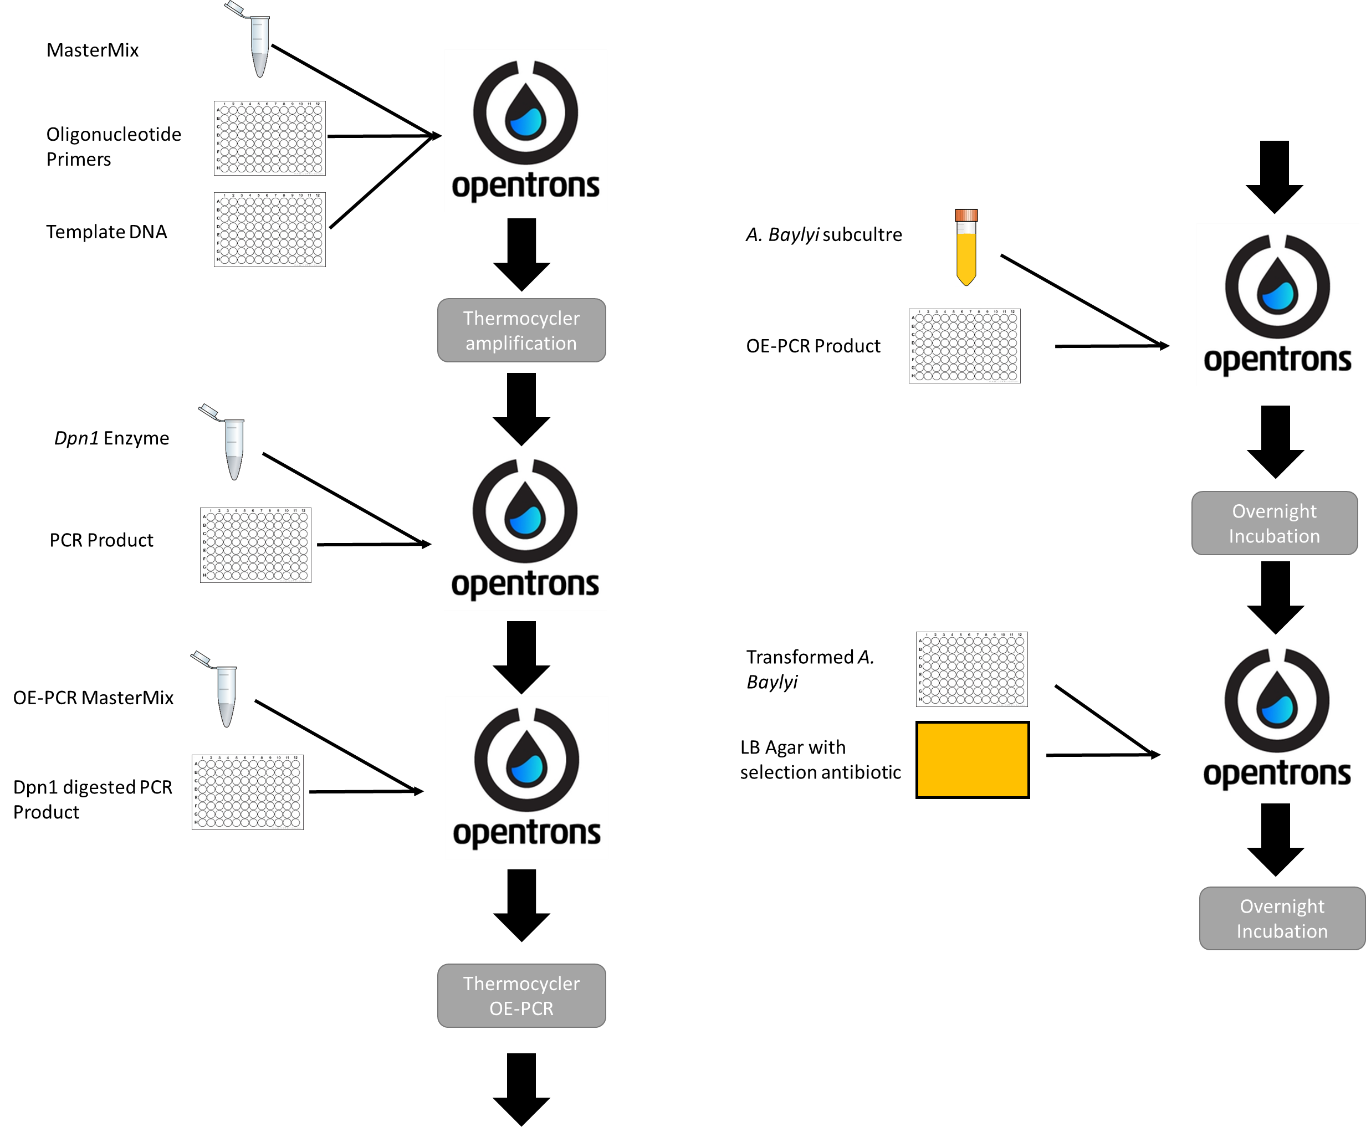 MasterMix
Oligonucleotide
Primers
Template DNA
opentrons
Thermocycler
amplification
Dpn1 Enzyme
PCR Product
opentrons
OE-PCR MasterMix
Dpn1 digested PCR
Product
opentrons
Thermocycler
OE-PCR
A. Baylyi subcultre
OE-PCR Product
opentrons
Overnight
Incubation
Transformed A.
Baylyi
LB Agar with
selection antibiotic
opentrons
Overnight
Incubation